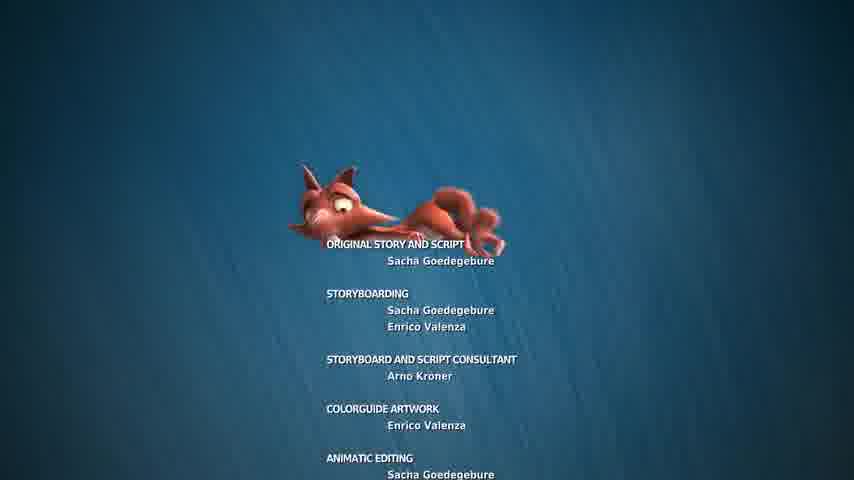 ORIGINAL STORY AND SCRIPT
Sacha Goedegebure
STORYBOARDING
Sacha Goedegebure
Enrico Valenza
STORYBOARD AND SCRIPT CONSULTANT
Arno Kroner
COLORGUIDE ARTWORK
Enrico Valenza
ANIMATIC EDITING
Sacha Goedegebure